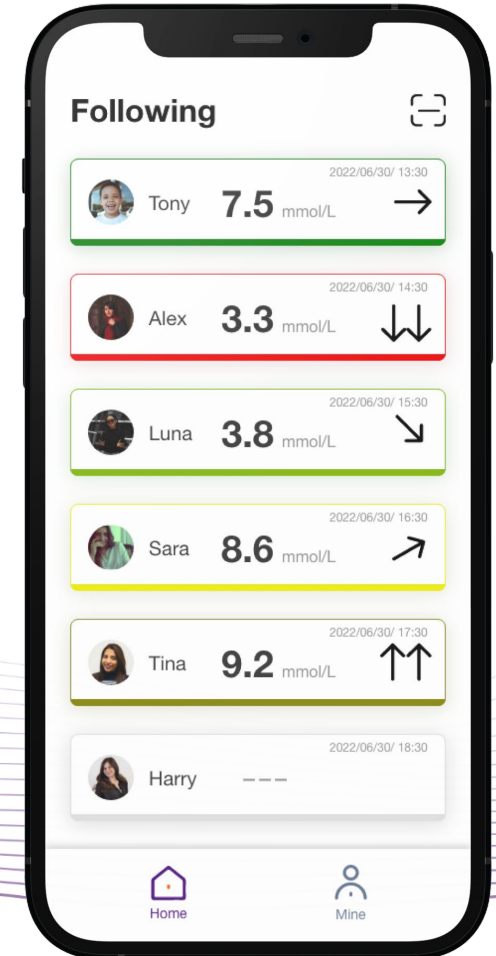 Following
2022/06/30/ 13:30
Tony 7.5 mmol/L
2022/06/30/ 14:30
Alex 3.3 mmol/L
2022/06/30/ 15:30
Luna 3.8 mmol/L
2022/06/30/ 16:30
Sara 8.6 mmol/L
2022/06/30/ 17:30
Tina 9.2 mmol/L
2022/06/30/ 18:30
Harry ---
Home Mine